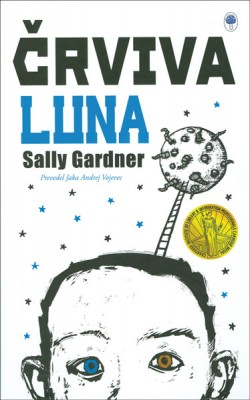 ČRVIVA
LUNA
Sally Gardner
Prevedel Jaka Andrej Vojevec